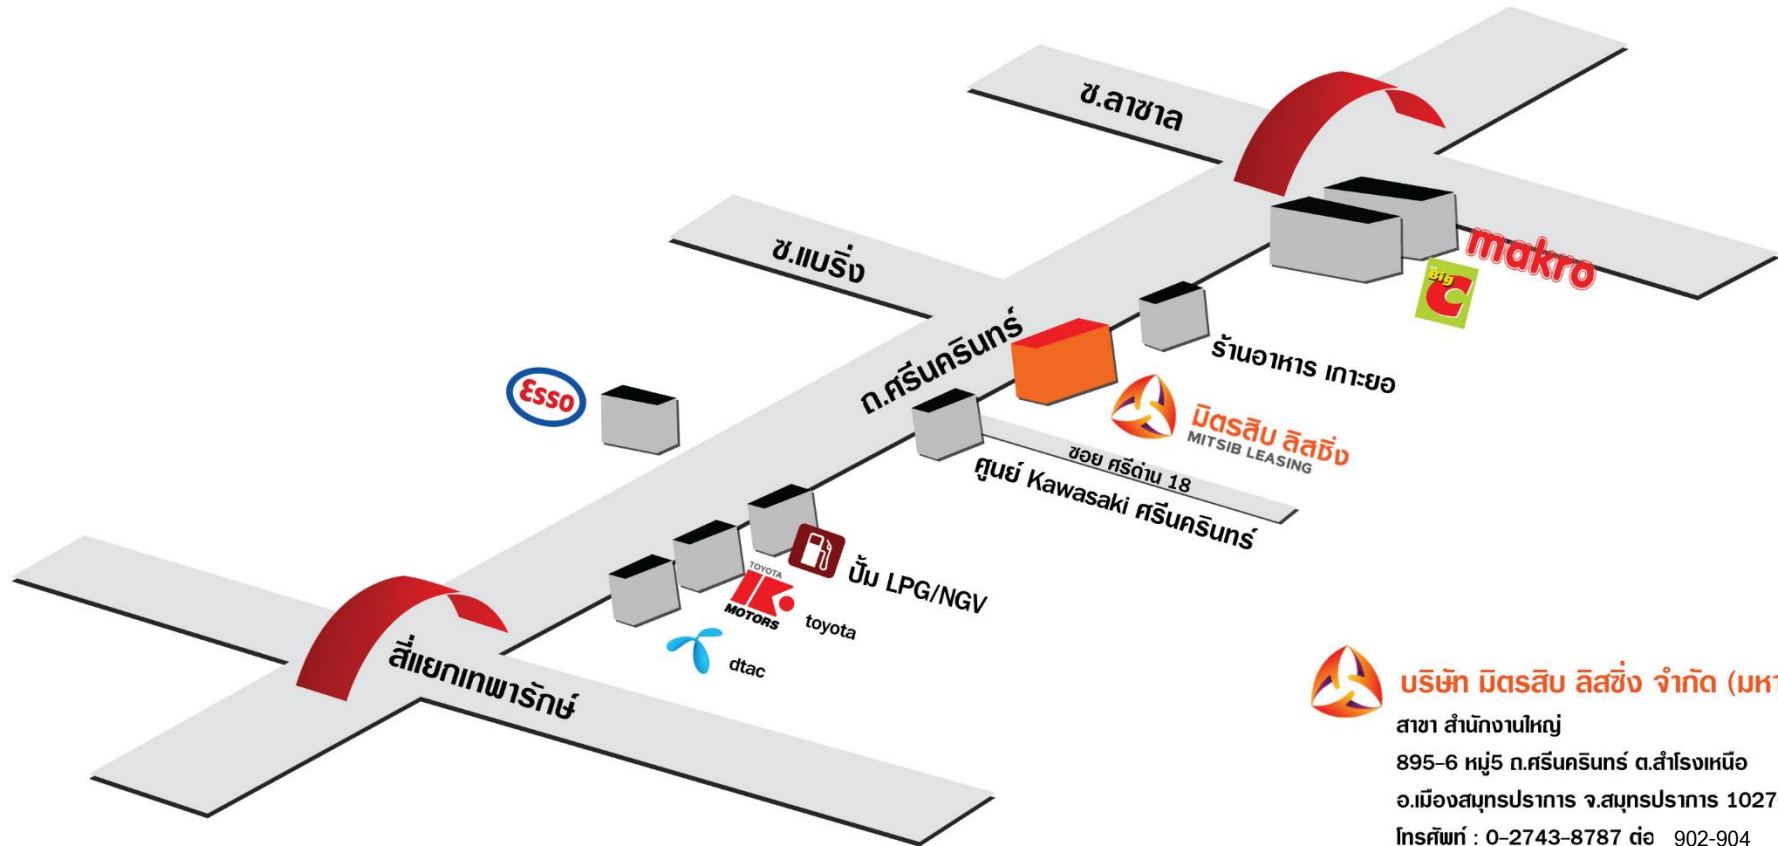 ซ.ลาซาล
ซ.แบริ่ง
ถ.ศรีนครินทร์
makro
Big C
ร้านอาหาร เกาะยอ
Esso
มิตรสิบ ลิสซิ่ง
MITSIB LEASING
ซอย ศรีด่าน 18
ศูนย์ Kawasaki ศรีนครินทร์
ปั้ม LPG/NGV
TOYOTA
K
MOTORS
toyota
dtac
สี่แยกเทพารักษ์
บริษัท มิตรสิบ ลิสซิ่ง จำกัด (มหา
สาขา สำนักงานใหญ่
895-6 หมู่5 ถ.ศรีนครินทร์ ต.สำโรงเหนือ
อ.เมืองสมุทรปราการ จ.สมุทรปราการ 1027
โทรศัพท์ : 0-2743-8787 ต่อ 902-904